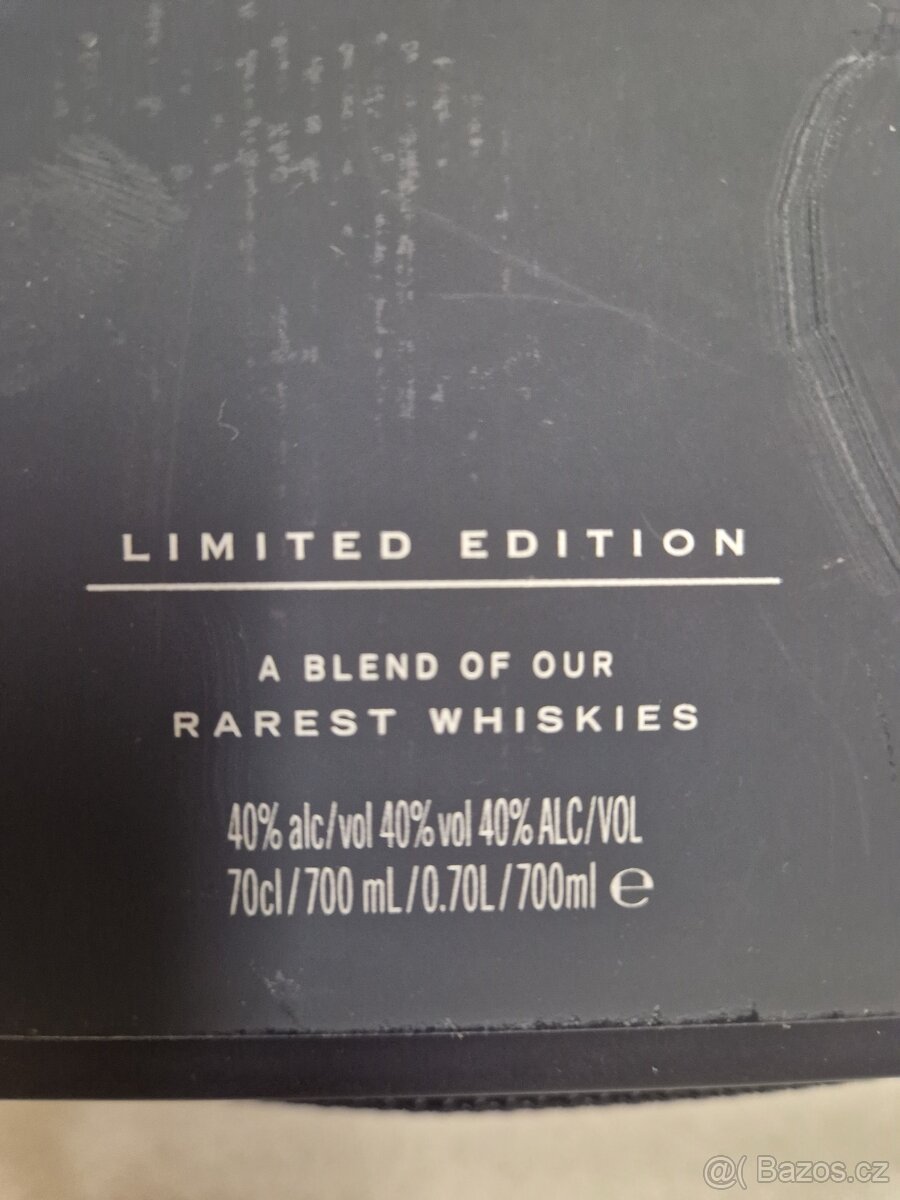 LIMITED EDITION
A BLEND OF OUR
RAREST WHISKIES
40% alc/vol 40% vol 40% ALC/VOL
70cl/700 mL/0.70L/700ml e
@( Bazos.cz